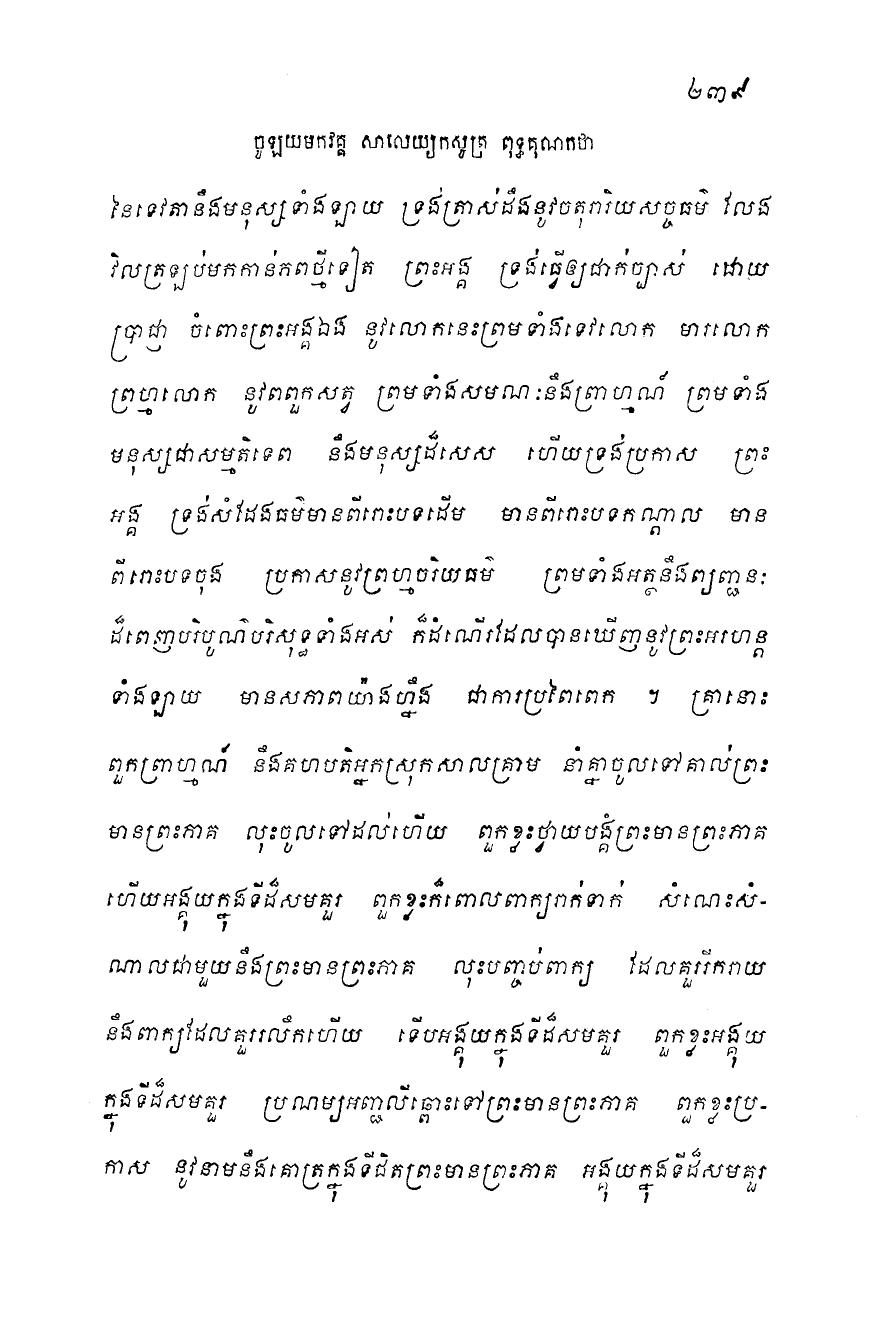 ២៣៩
ចូឡយមកវគ្គ សាលេយ្យកសូត្រ ពុទ្ធគុណកថា
នៃទេវតានឹងមនុស្សទាំងឡាយ ទ្រង់ត្រាស់ដឹងនូវចតុរារិយសច្ចធម៌ លែង
វិលត្រឡប់មកកាន់ភពថ្មីទៀត ព្រះអង្គ ទ្រង់ធ្វើឲ្យជាក់ច្បាស់ ដោយ
ប្រាជ្ញា ចំពោះព្រះអង្គឯង នូវលោកនេះព្រមទាំងទេវលោក មារលោក
ព្រហ្មលោក នូវពពួកសត្វ ព្រមទាំងសមណៈនឹងព្រាហ្មណ៍ ព្រមទាំង
មនុស្សជាសម្មតិទេព នឹងមនុស្សដ៏សេស ហើយទ្រង់ប្រកាស ព្រះ
អង្គ ទ្រង់សំដែងធម៌មានពីរោះបទដើម មានពីរោះបទកណ្តាល មាន
ពីរោះបទចុង ប្រកាសនូវព្រហ្មចរិយធម៌ ព្រមទាំងអត្ថនឹងព្យញ្ជនៈ
ដ៏ពេញបរិបូណ៌បរិសុទ្ធទាំងអស់ ក៏ដំណើរដែលបានឃើញនូវព្រះអរហន្ត
ទាំងឡាយ មានសភាពយ៉ាងហ្នឹង ជាការប្រពៃពេក ។ គ្រានោះ
ពួកព្រាហ្មណ៍ នឹងគហបតិអ្នកស្រុកសាលគ្រាម នាំគ្នាចូលទៅគាល់ព្រះ
មានព្រះភាគ លុះចូលទៅដល់ហើយ ពួកខ្លះថ្វាយបង្គំព្រះមានព្រះភាគ
ហើយអង្គុយក្នុងទីដ៏សមគួរ ពួកខ្លះក៏ពោលពាក្យរាក់ទាក់ សំណេះសំ-
ណាលជាមួយនឹងព្រះមានព្រះភាគ លុះបញ្ចប់ពាក្យ ដែលគួររីករាយ
នឹងពាក្យដែលគួររលឹកហើយ ទើបអង្គុយក្នុងទីដ៏សមគួរ ពួកខ្លះអង្គុយ
ក្នុងទីដ៏សមគួរ ប្រណម្យអញ្ជលីឆ្ពោះទៅព្រះមានព្រះភាគ ពួកខ្លះប្រ-
កាស នូវនាមនឹងគោត្រក្នុងទីជិតព្រះមានព្រះភាគ អង្គុយក្នុងទីដ៏សមគួរ